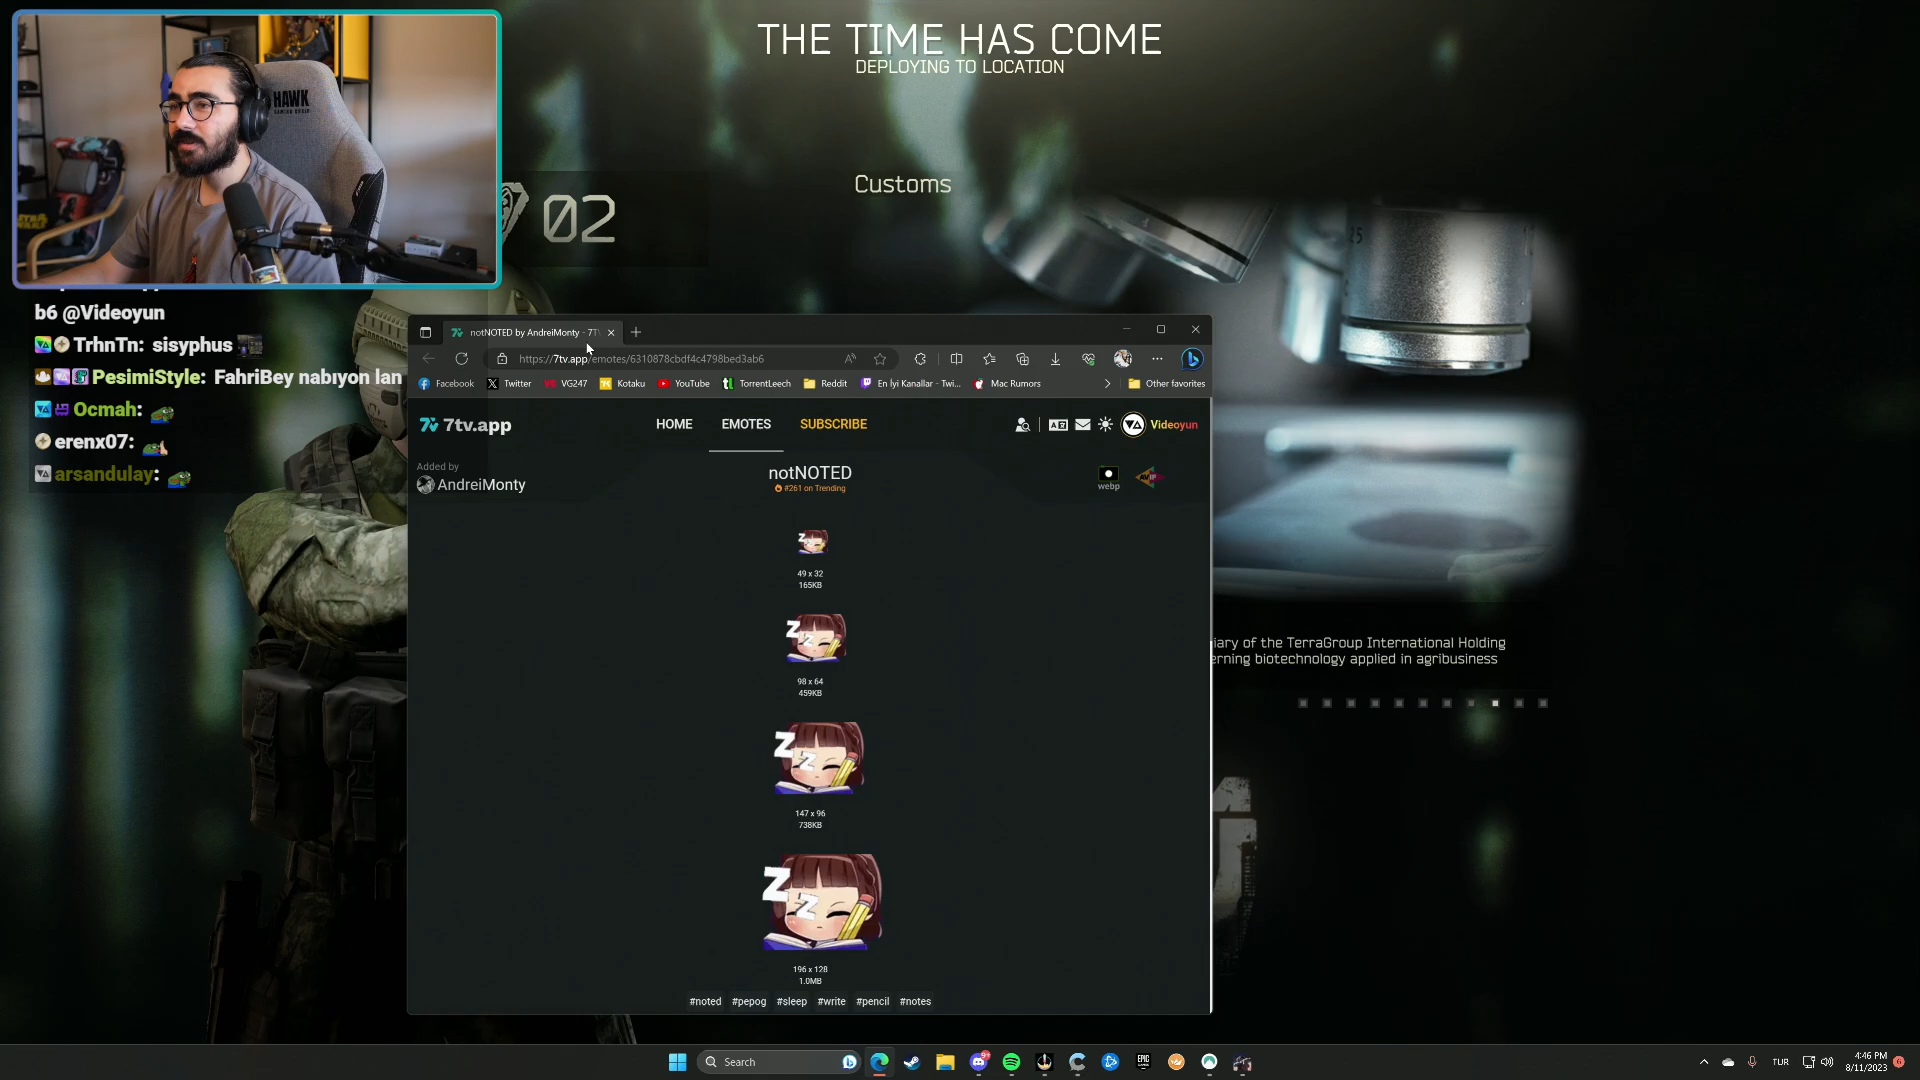 THE TIME HAS COME
DEPLOYING TO LOCATION
HAWK
02
Customs
25
b6 @Videoyun
TrhnTn: sisyphus
PesimiStyle: FahriBey nabıyon lan
Ocmah:
erenx07:
arsandulay:
notNOTED by AndreiMonty - 7T
https://7tv.app/emotes/6310878cbdf4c4798bed3ab6
Facebook Twitter VG247 Kotaku YouTube TorrentLeech Reddit En İyi Kanallar - Twi... Mac Rumors Other favorites
7tv.app HOME EMOTES SUBSCRIBE Videoyun
Added by
AndreiMonty
notNOTED
#261 on Trending
webp
49 x 32
165KB
98 x 64
459KB
147 x 96
738KB
196 x 128
1.0MB
#noted #pepog #sleep #write #pencil #notes
iary of the TerraGroup International Holding
erning biotechnology applied in agribusiness
Search
TUR
4:46 PM
8/11/2023